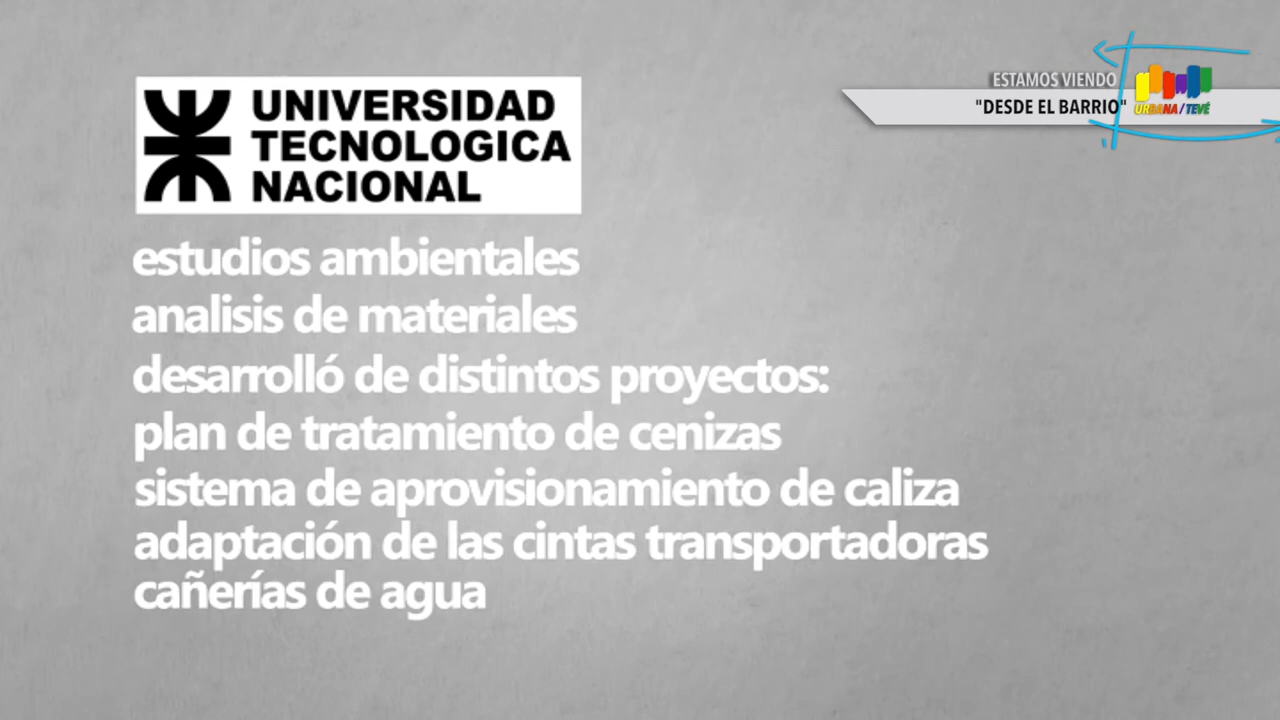 UNIVERSIDAD
TECNOLOGICA
NACIONAL
ESTAMOS VIENDO
"DESDE EL BARRIO"
URBANA / TEVÉ
estudios ambientales
analisis de materiales
desarrolló de distintos proyectos:
plan de tratamiento de cenizas
sistema de aprovisionamiento de caliza
adaptación de las cintas transportadoras
cañerías de agua